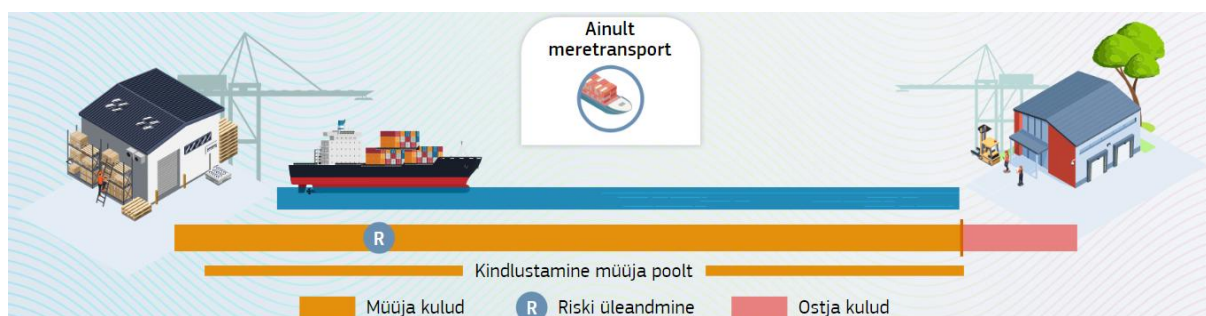 Ainult
meretransport
R
Kindlustamine müüja poolt
Müüja kulud
R Riski üleandmine
Ostja kulud